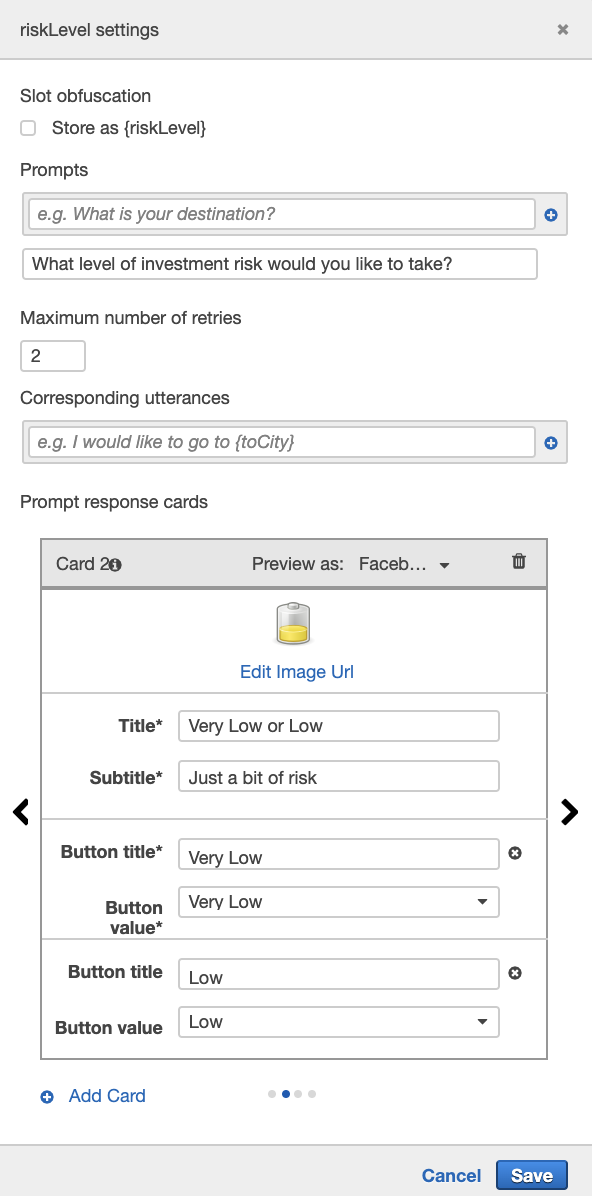 riskLevel settings
Slot obfuscation
Store as {riskLevel}
Prompts
e.g. What is your destination?
What level of investment risk would you like to take?
Maximum number of retries
2
Corresponding utterances
e.g. I would like to go to {toCity}
Prompt response cards
Card 2 Preview as: Faceb...
Edit Image Url
Title* Very Low or Low
Subtitle* Just a bit of risk
Button title* Very Low
Button value* Very Low
Button title Low
Button value Low
Add Card
Cancel Save